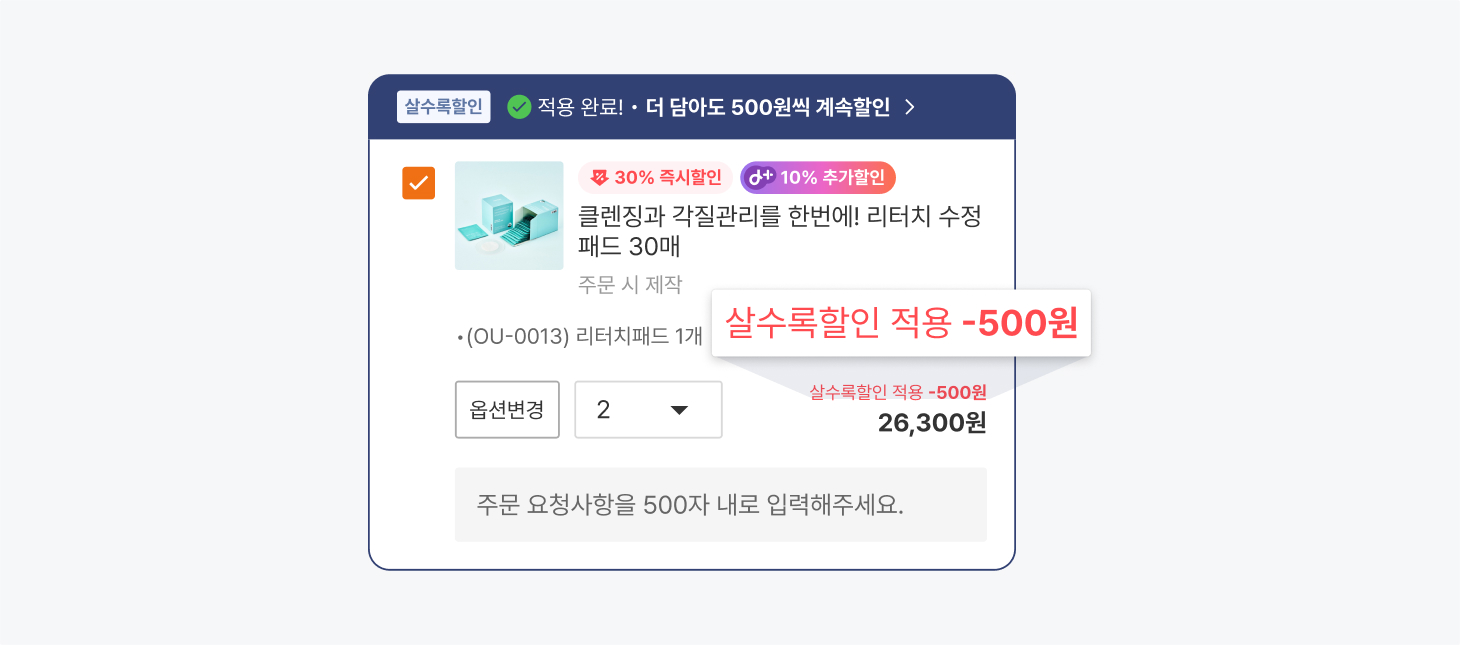 살수록할인 적용 완료! • 더 담아도 500원씩 계속할인 >
30% 즉시할인 10% 추가할인
클렌징과 각질관리를 한번에! 리터치 수정
패드 30매
주문 시 제작
살수록할인 적용 -500원
•(OU-0013) 리터치패드 1개
살수록할인 적용 -500원
옵션변경 2
26,300원
주문 요청사항을 500자 내로 입력해주세요.